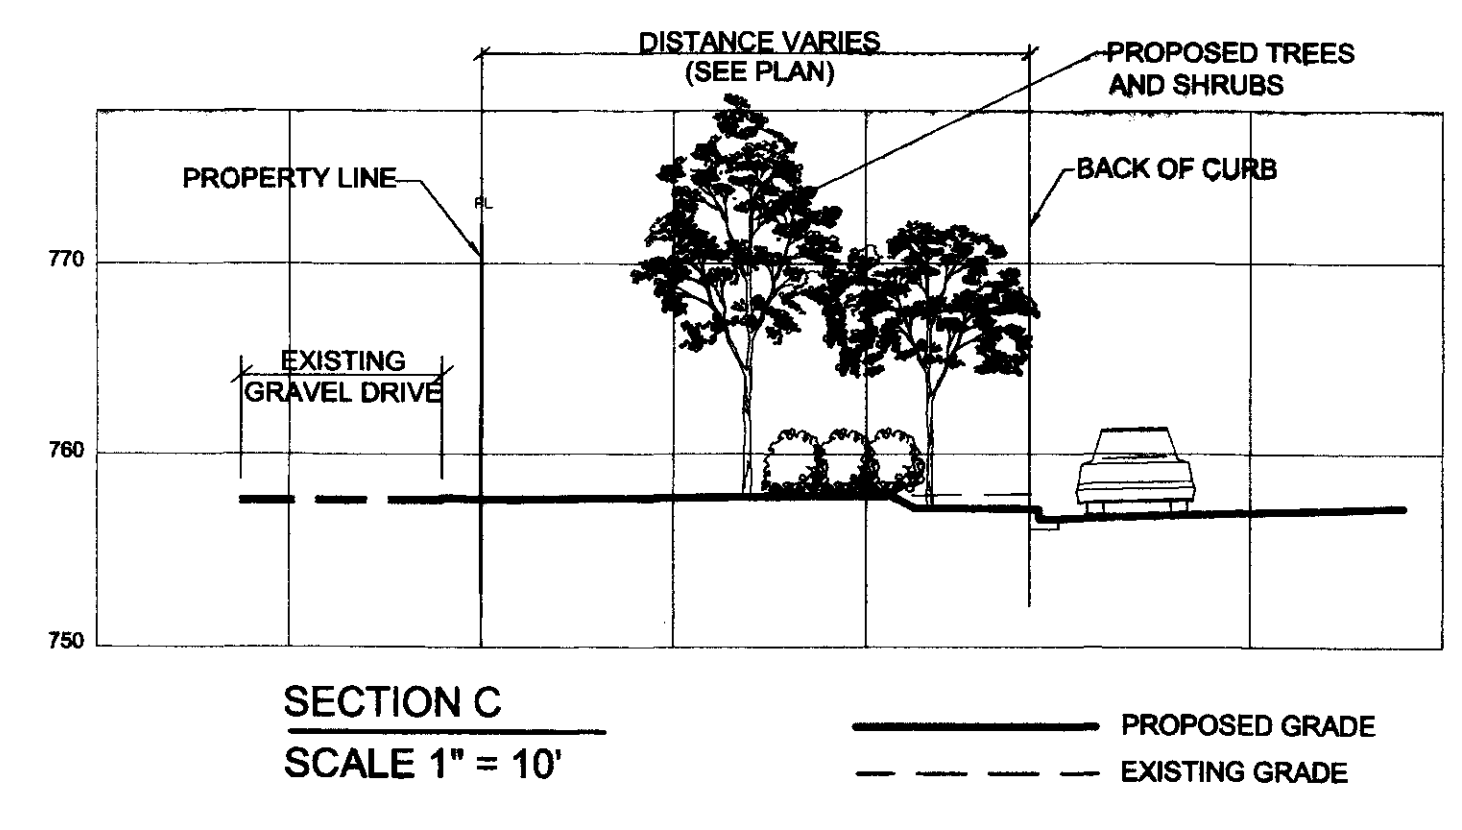 DISTANCE VARIES
(SEE PLAN)
PROPOSED TREES
AND SHRUBS
PROPERTY LINE
BACK OF CURB
PL
770
EXISTING
GRAVEL DRIVE
760
750
SECTION C
SCALE 1" = 10'
PROPOSED GRADE
EXISTING GRADE